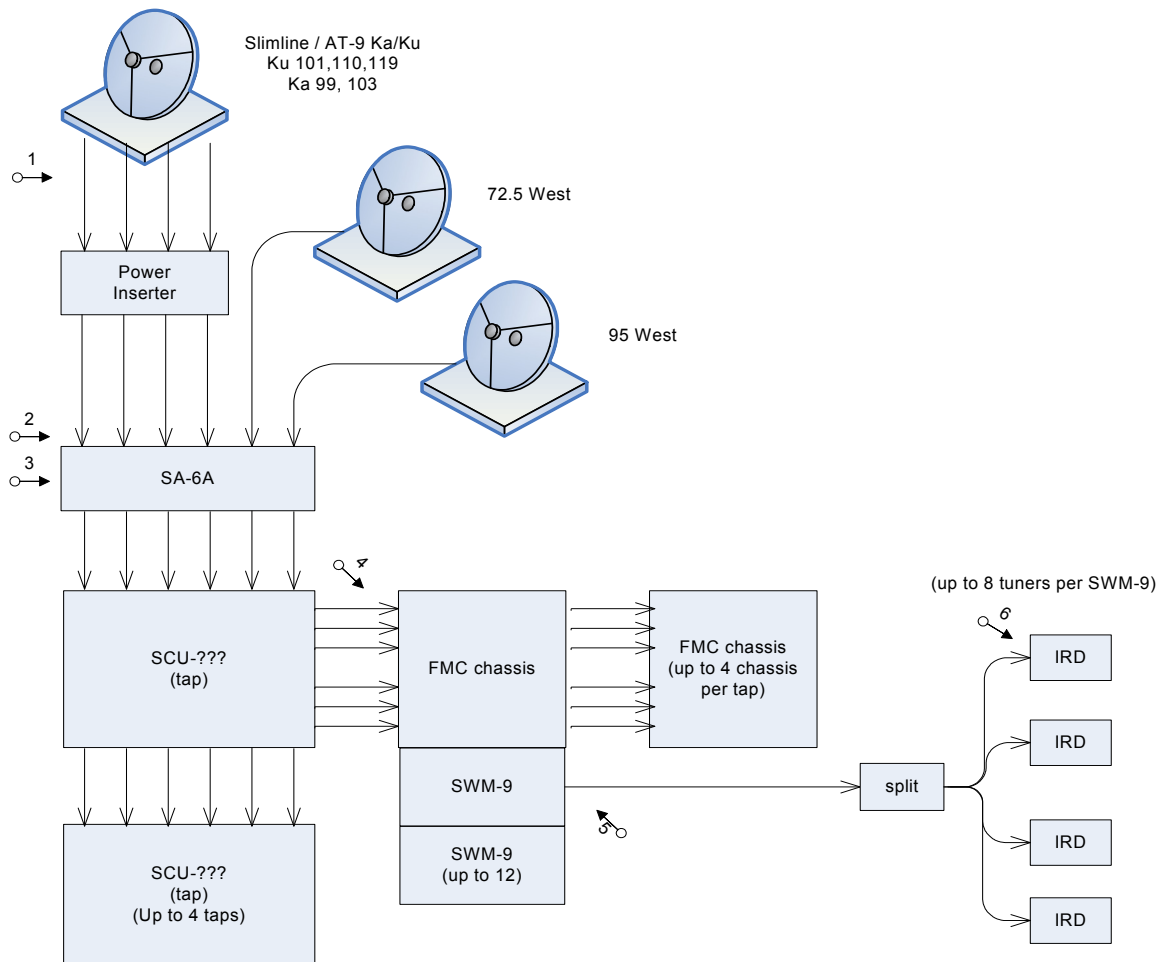 Slimline / AT-9 Ka/Ku
Ku 101,110,119
Ka 99, 103
1
72.5 West
Power
Inserter
95 West
2
SA-6A
3
4
(up to 8 tuners per SWM-9)
6
SCU-???
(tap)
FMC chassis
FMC chassis
(up to 4 chassis
per tap)
IRD
IRD
SWM-9
split
5
IRD
SWM-9
(up to 12)
SCU-???
(tap)
(Up to 4 taps)
IRD